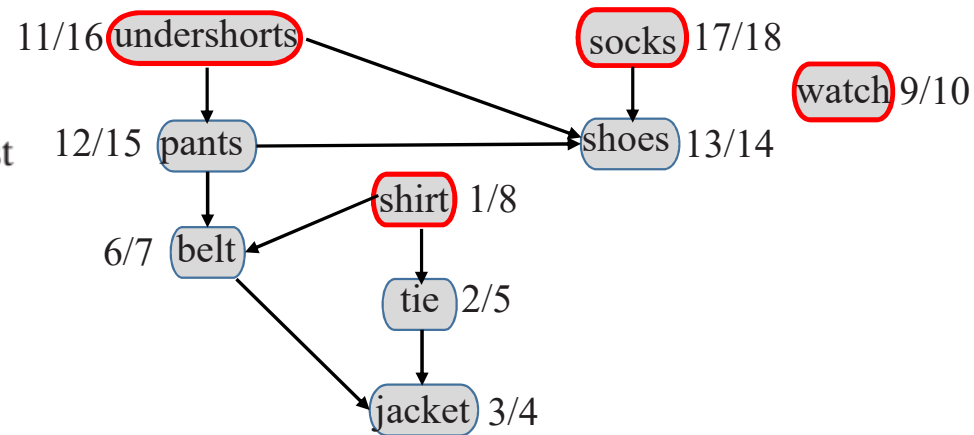 11/16 undershorts
socks 17/18
watch 9/10
12/15 pants
shoes 13/14
shirt 1/8
6/7 belt
tie 2/5
jacket 3/4